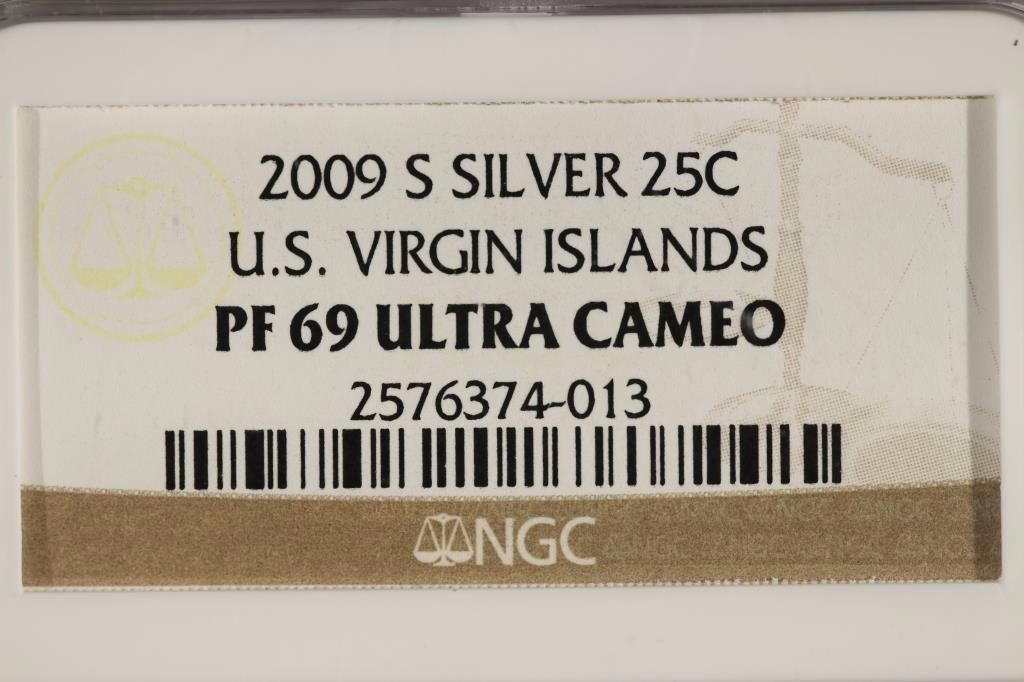 2009 S SILVER 25C
U.S. VIRGIN ISLANDS
PF 69 ULTRA CAMEO
2576374-013
NGC